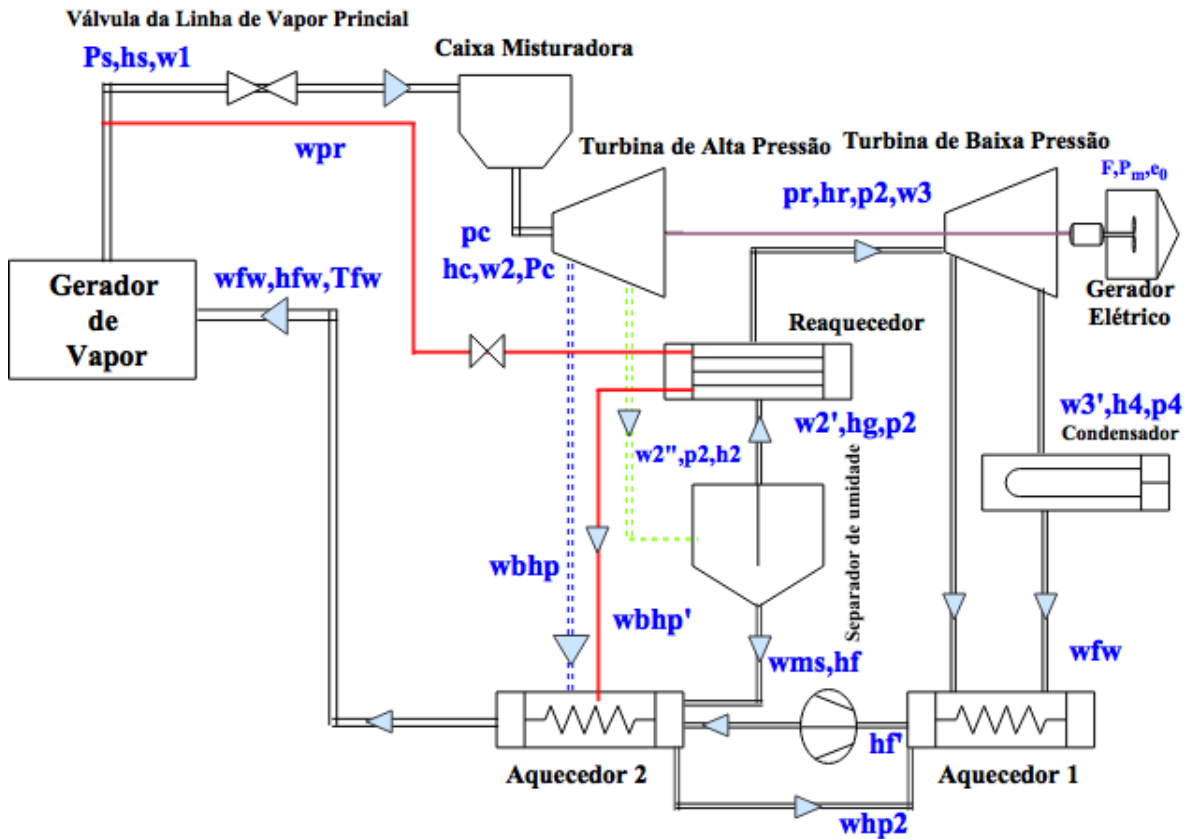 Válvula da Linha de Vapor Princial
Ps,hs,w1
Caixa Misturadora
wpr
Turbina de Alta Pressão
Turbina de Baixa Pressão
F,Pm,e0
pr,hr,p2,w3
pc
hc,w2,Pc
wfw,hfw,Tfw
Gerador
de
Vapor
Gerador
Elétrico
Reaquecedor
w2',hg,p2
w3',h4,p4
Condensador
w2",p2,h2
Separador de umidade
wbhp
wbhp'
wms,hf
wfw
hf'
Aquecedor 2
Aquecedor 1
whp2